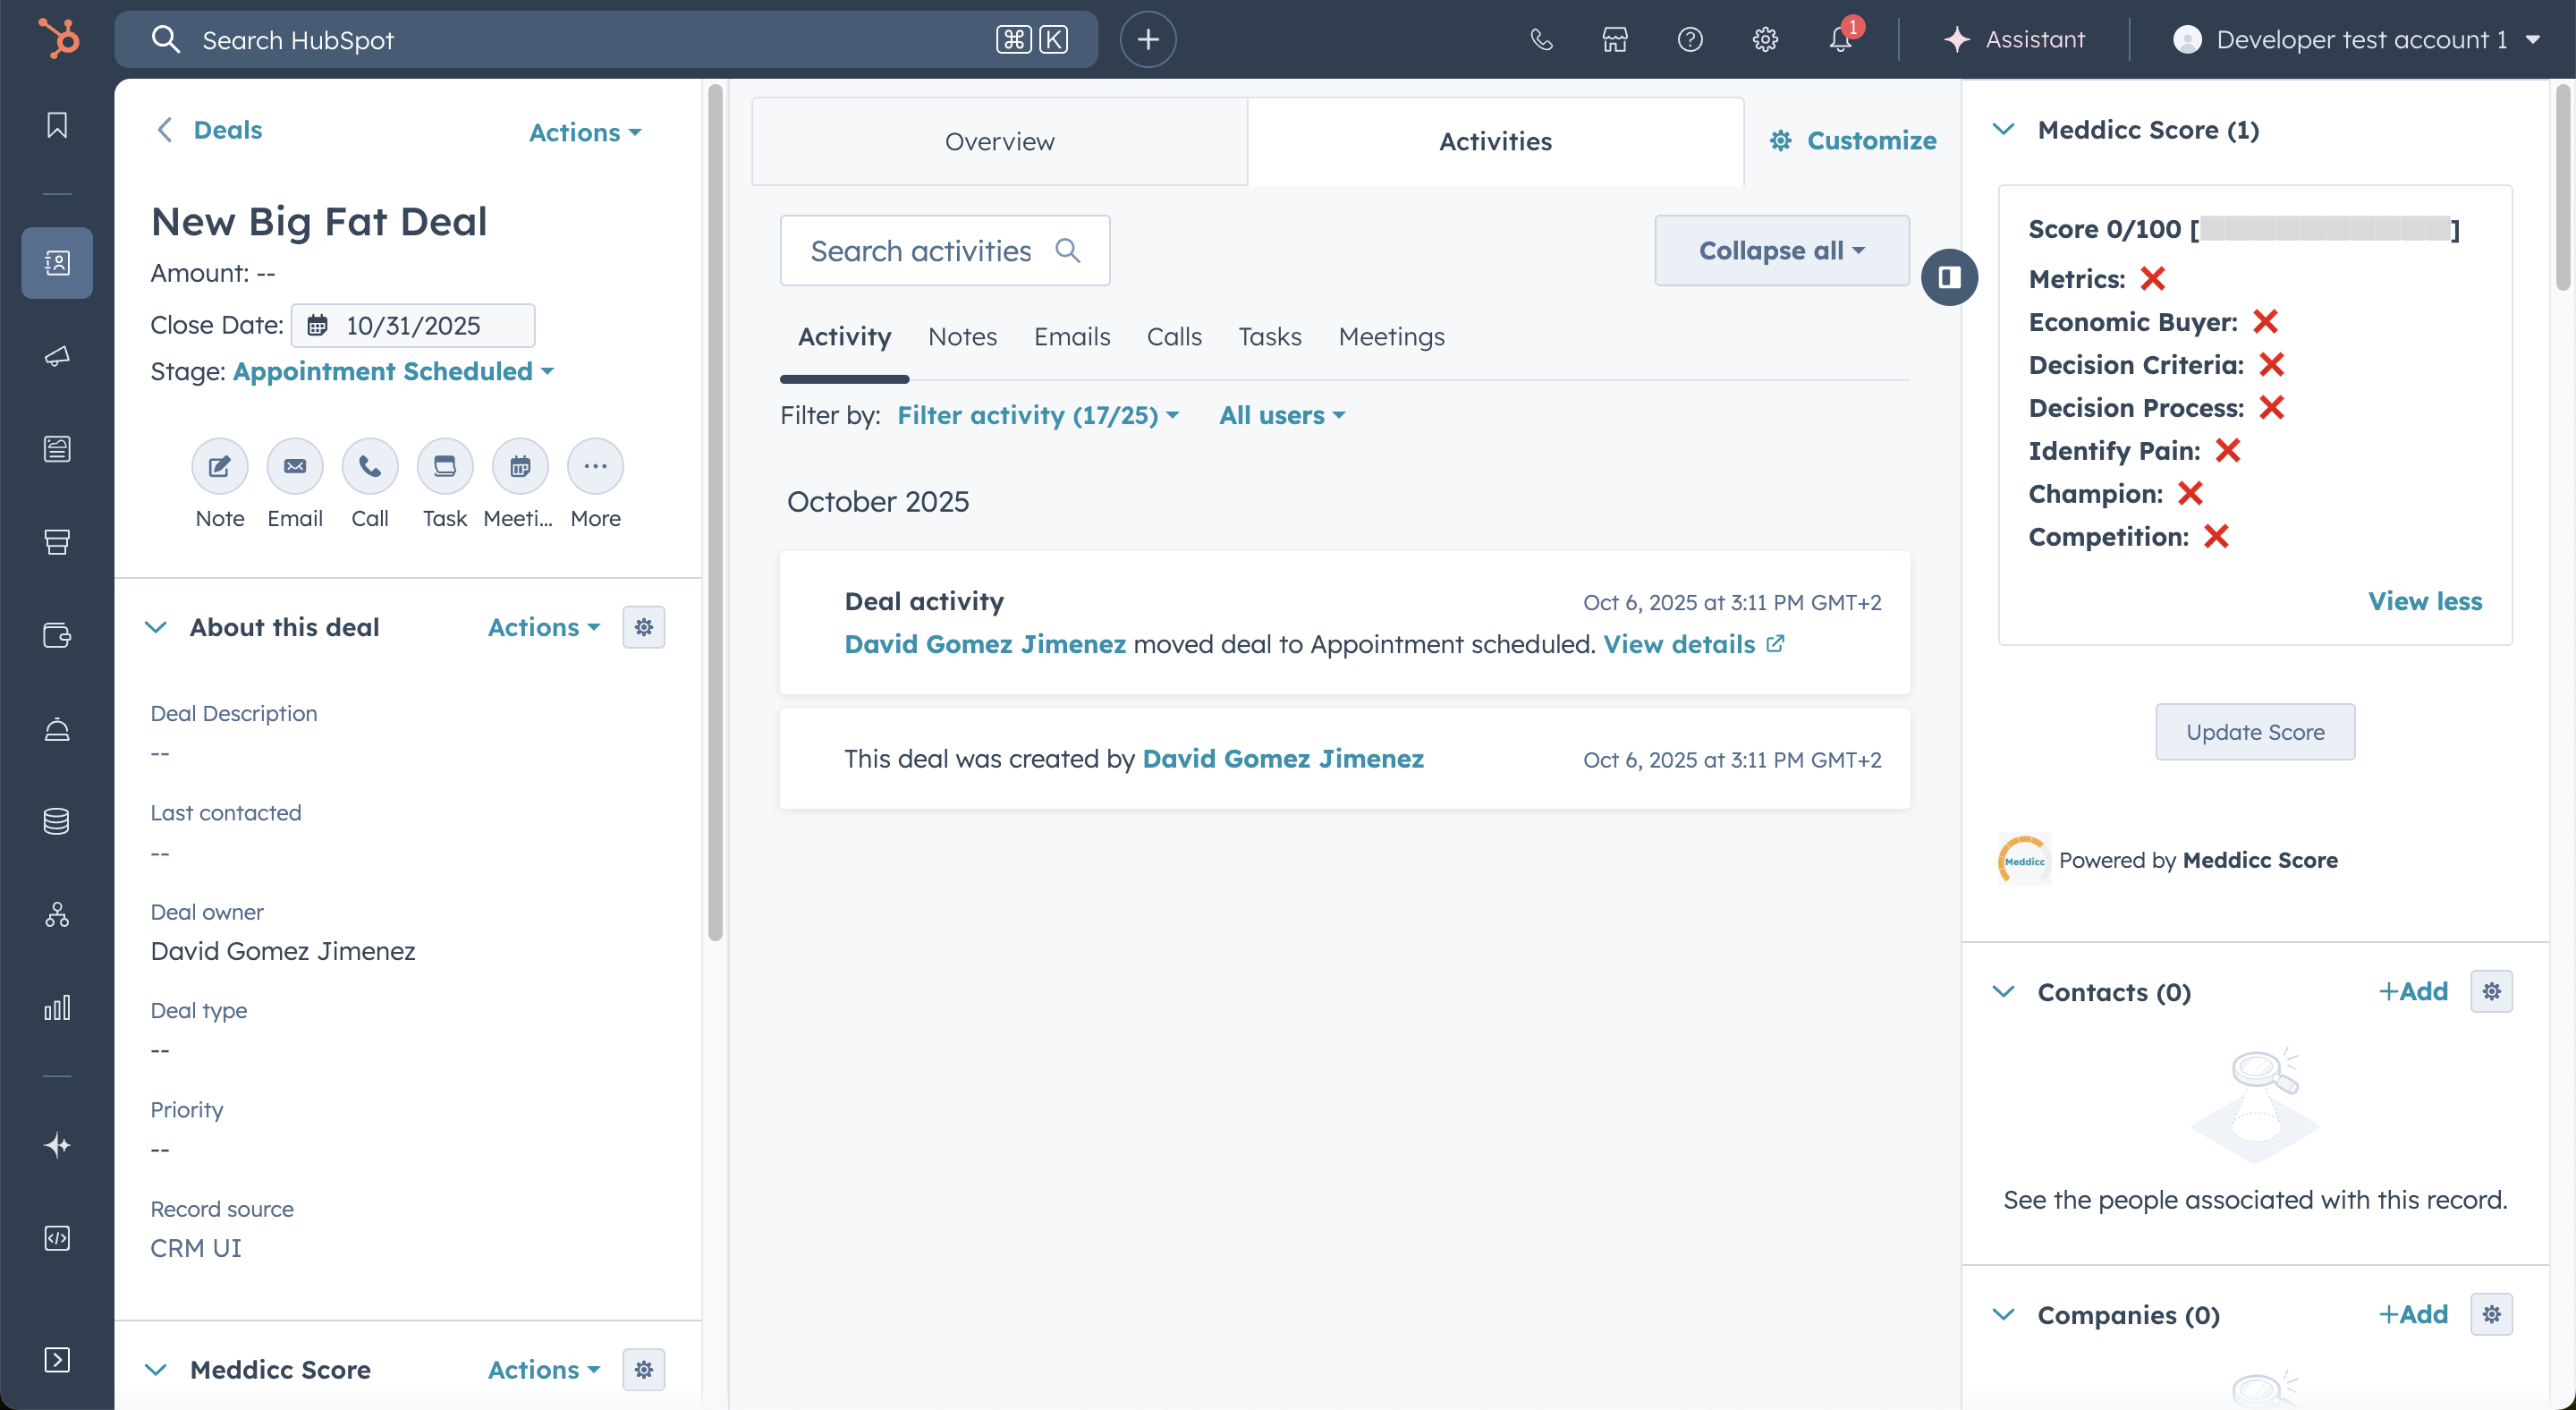 Search HubSpot
⌘ K
1
Assistant
Developer test account 1
Deals
Actions
New Big Fat Deal
Amount: --
Close Date: 10/31/2025
Stage: Appointment Scheduled
Note Email Call Task Meeti... More
About this deal
Actions
Deal Description
--
Last contacted
--
Deal owner
David Gomez Jimenez
Deal type
--
Priority
--
Record source
CRM UI
Meddicc Score
Actions
Overview
Activities
Customize
Search activities
Collapse all
Activity Notes Emails Calls Tasks Meetings
Filter by: Filter activity (17/25) All users
October 2025
Deal activity
Oct 6, 2025 at 3:11 PM GMT+2
David Gomez Jimenez moved deal to Appointment scheduled. View details
This deal was created by David Gomez Jimenez
Oct 6, 2025 at 3:11 PM GMT+2
Meddicc Score (1)
Score 0/100 [ ]
Metrics: ❌
Economic Buyer: ❌
Decision Criteria: ❌
Decision Process: ❌
Identify Pain: ❌
Champion: ❌
Competition: ❌
View less
Update Score
Meddicc
Powered by Meddicc Score
Contacts (0)
+Add
See the people associated with this record.
Companies (0)
+Add